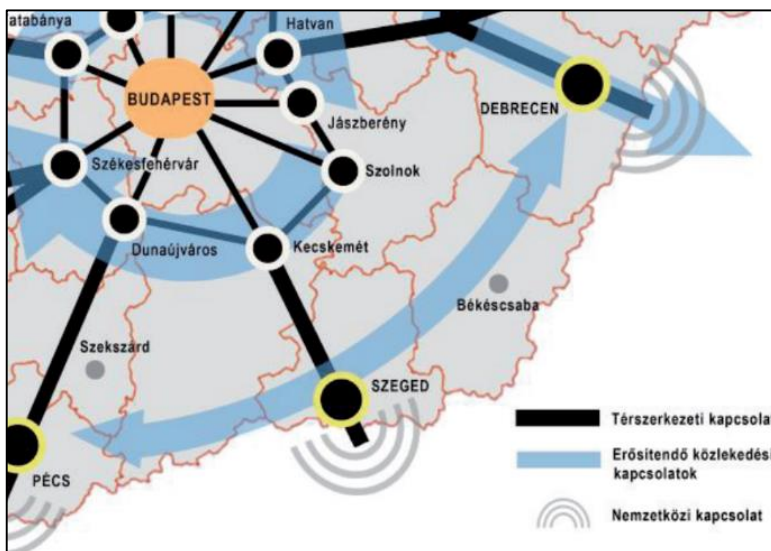 atabánya
Hatvan
BUDAPEST
DEBRECEN
Jászberény
Székesfehérvár
Szolnok
Dunaújváros
Kecskemét
Békéscsaba
Szekszárd
SZEGED
PÉCS
Térszerkezeti kapcsola
Erősítendő közlekedési
kapcsolatok
Nemzetközi kapcsolat